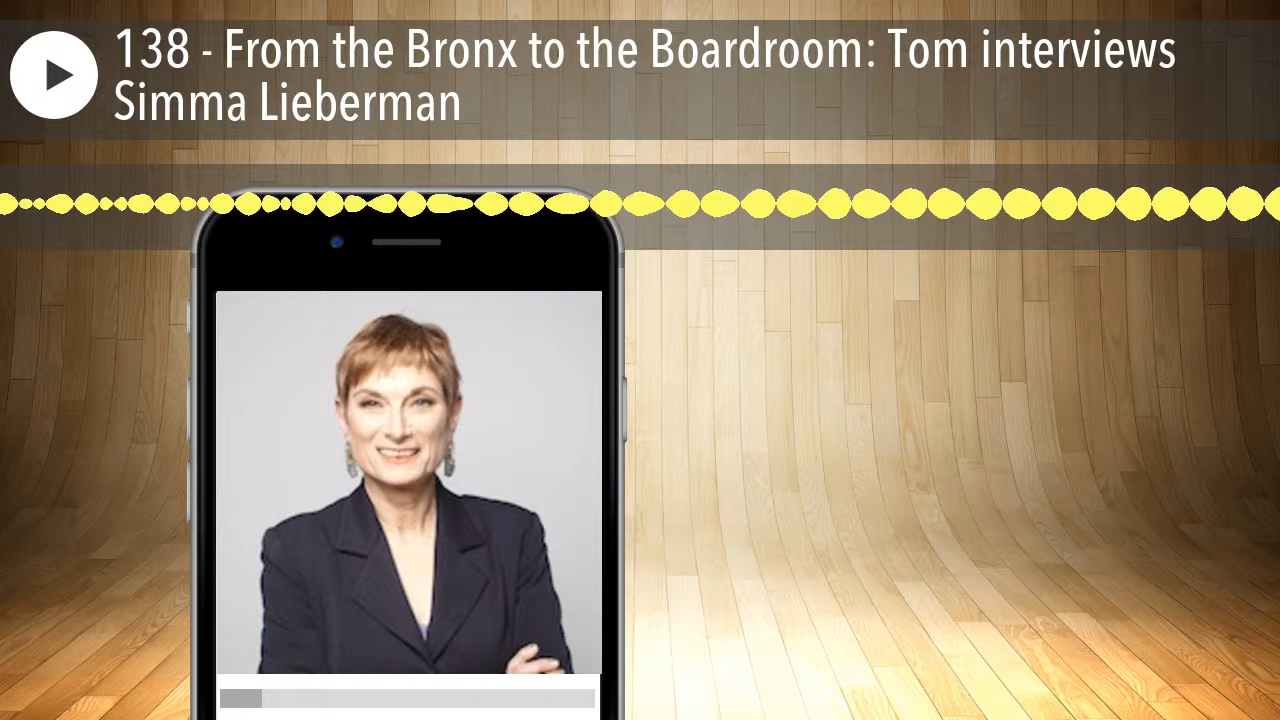 138 - From the Bronx to the Boardroom: Tom interviews
Simma Lieberman